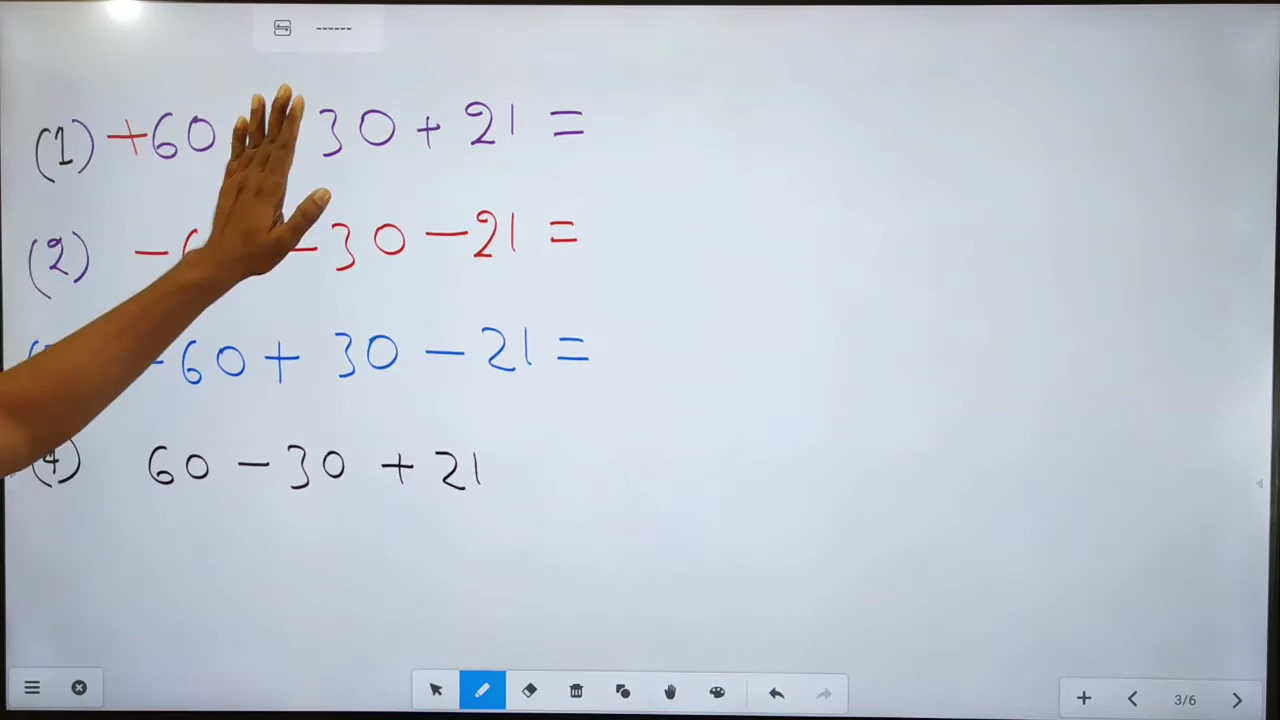 ------
(1) +60 30 + 21 =
(2) - 6 - 30 - 21 =
- 60 + 30 - 21 =
(4) 60 - 30 + 21
3/6